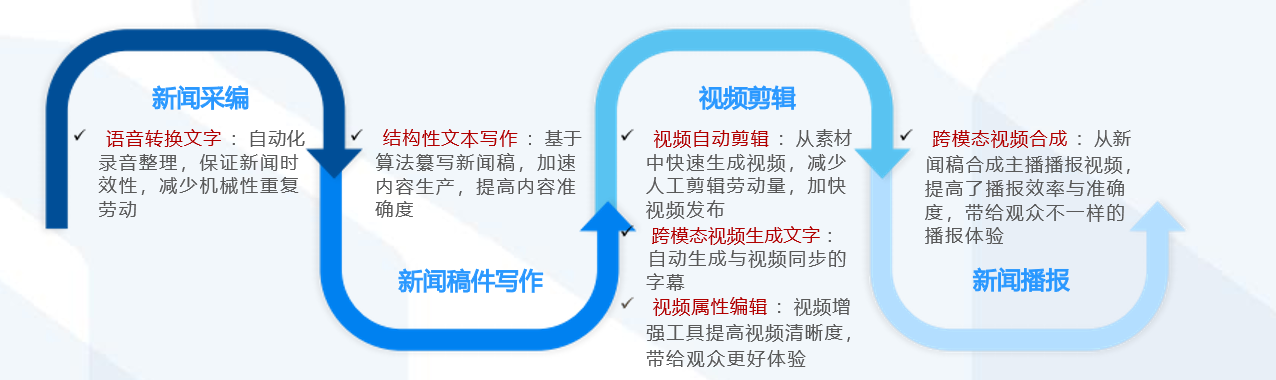 新闻采编
语音转换文字：自动化
录音整理，保证新闻时
效性，减少机械性重复
劳动
结构性文本写作：基于
算法纂写新闻稿，加速
内容生产，提高内容准
确度
新闻稿件写作
视频剪辑
视频自动剪辑：从素材
中快速生成视频，减少
人工剪辑劳动量，加快
视频发布
跨模态视频生成文字：
自动生成与视频同步的
字幕
视频属性编辑：视频增
强工具提高视频清晰度，
带给观众更好体验
跨模态视频合成：从新
闻稿合成主播播报视频，
提高了播报效率与准确
度，带给观众不一样的
播报体验
新闻播报